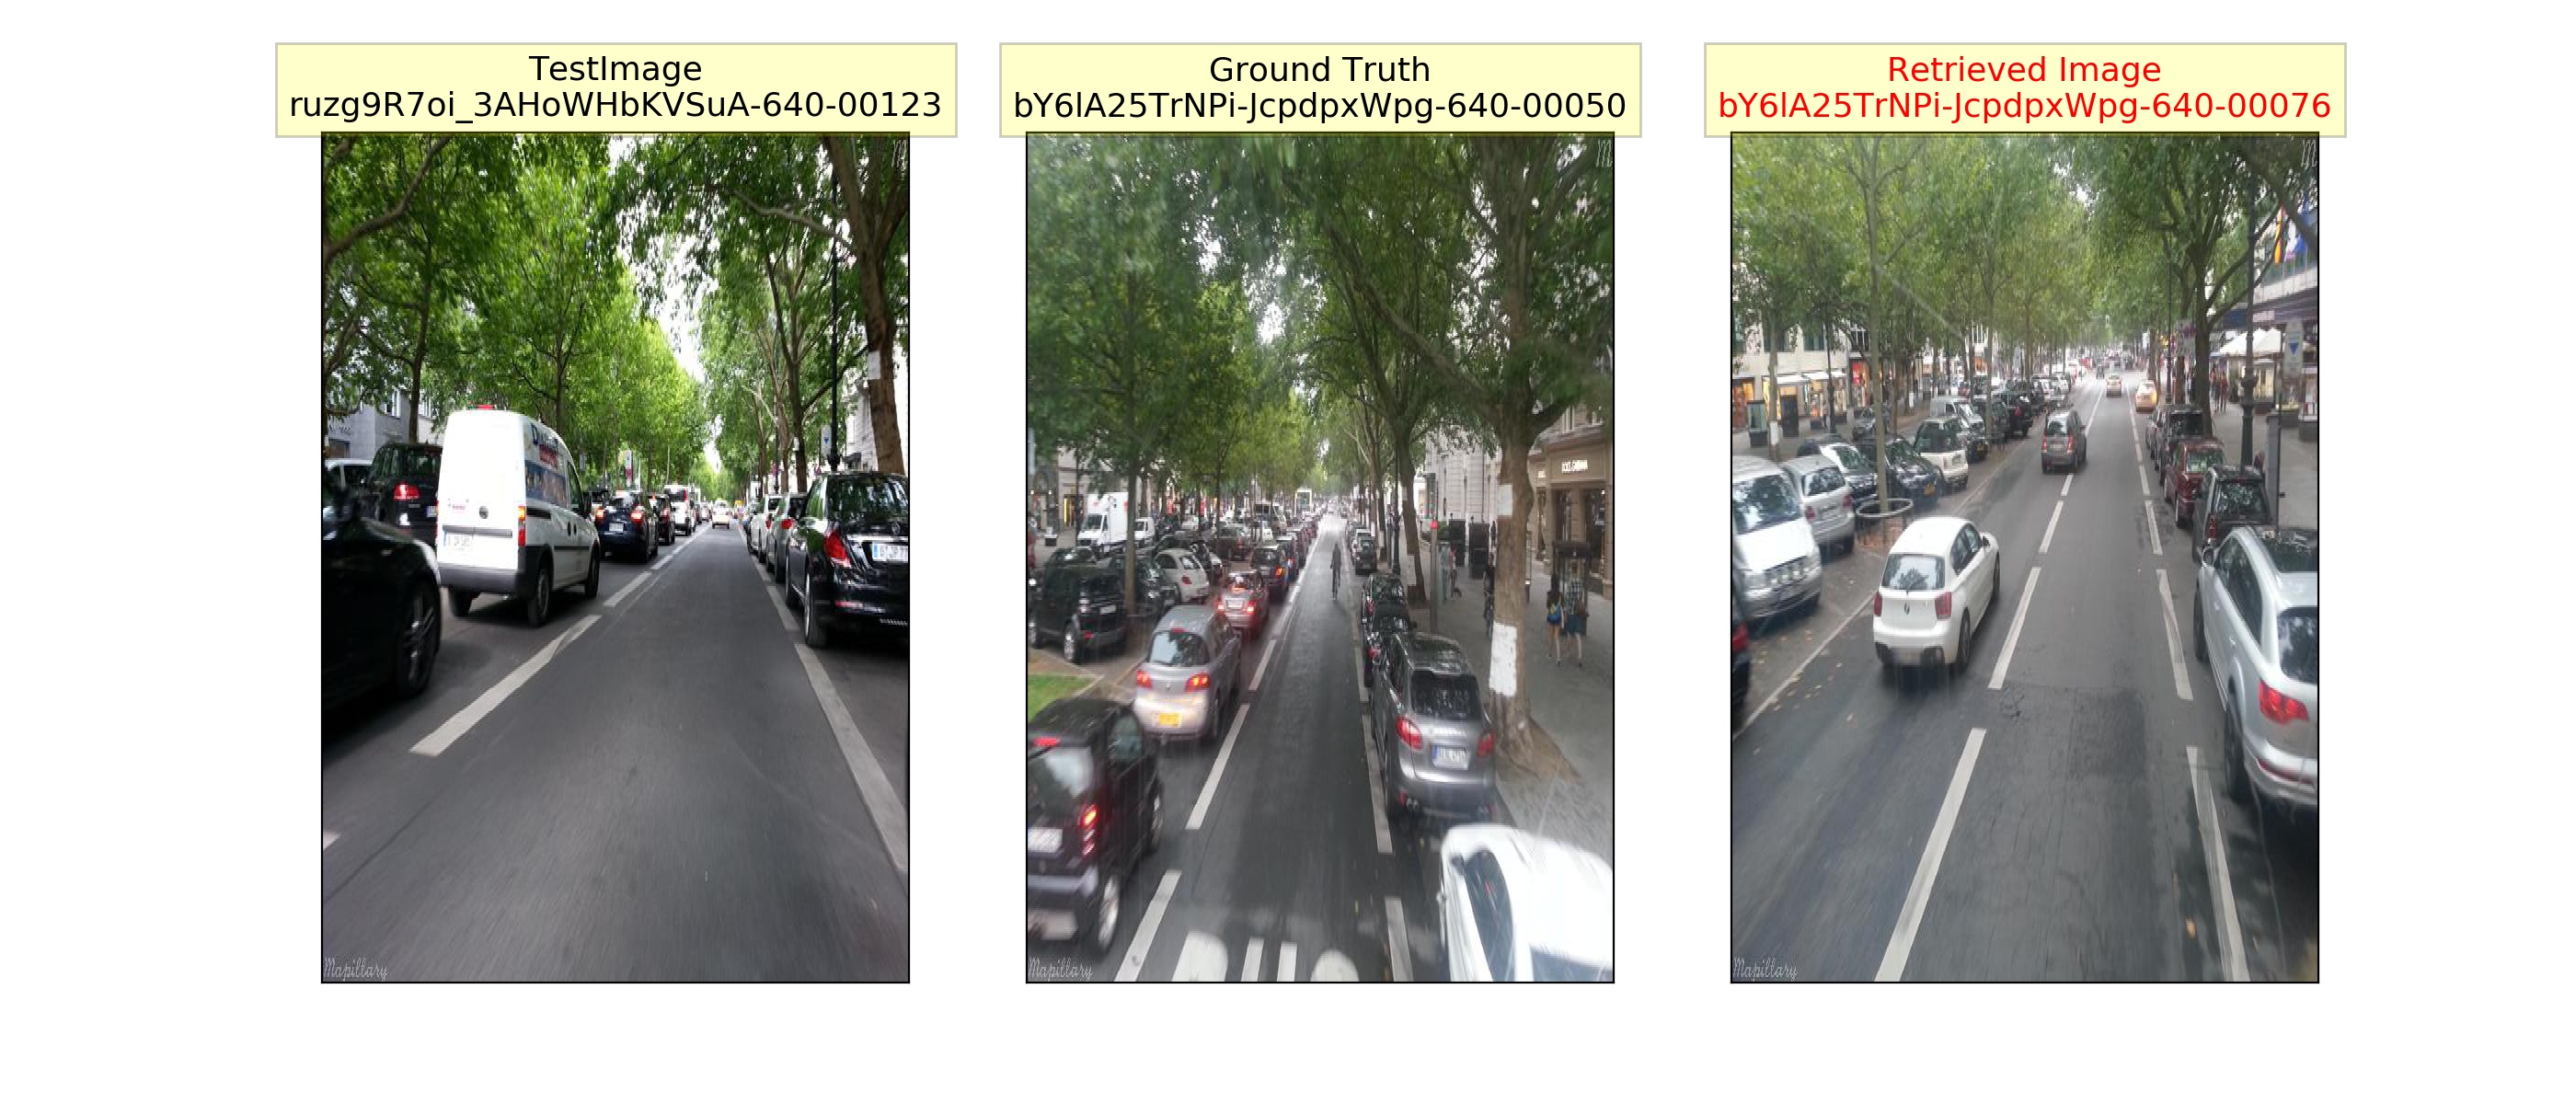 TestImage
ruzg9R7oi_3AHoWHbKVSuA-640-00123
Ground Truth
bY6lA25TrNPi-JcpdpxWpg-640-00050
Retrieved Image
bY6lA25TrNPi-JcpdpxWpg-640-00076
M
M
Mapillary
Mapillary
Mapillary